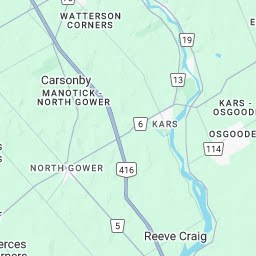 WATTERSON
CORNERS
19
Carsonby
13
MANOTICK -
NORTH GOWER
KARS -
OSGOODE
6
KARS
OSGOODE
114
NORTH GOWER
416
5
Reeve Craig